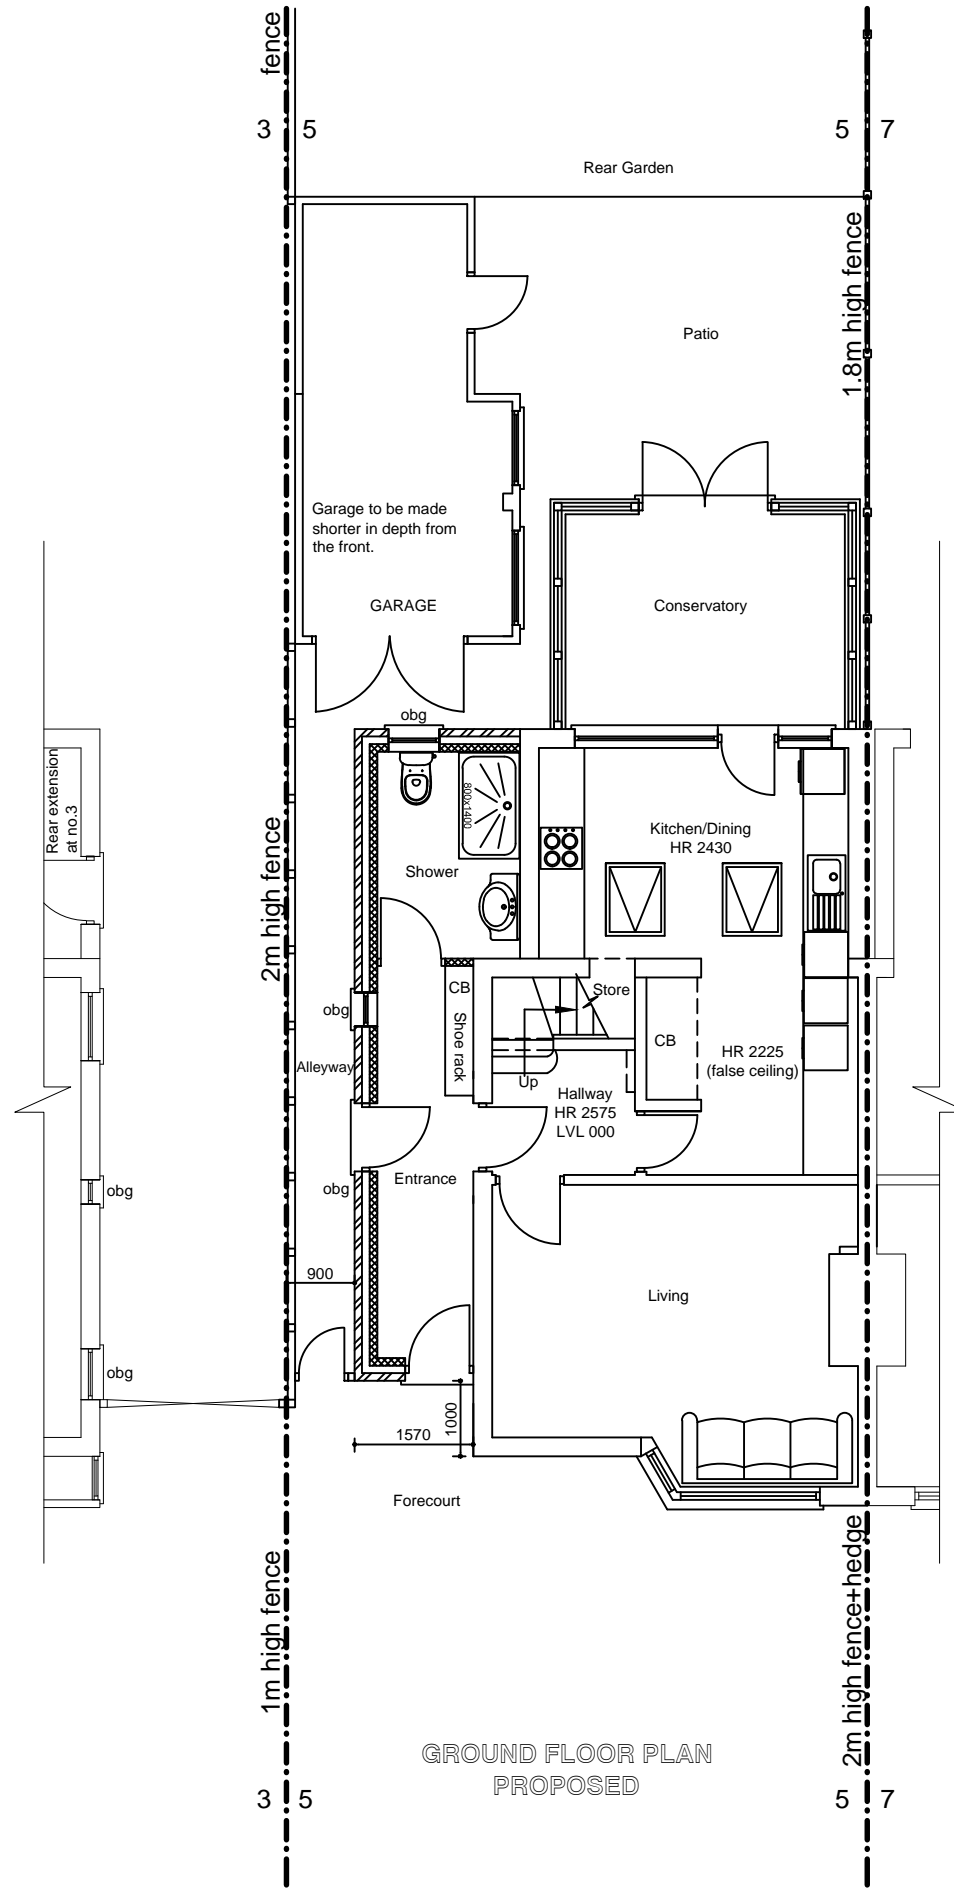 fence
3 5
5 7
Rear Garden
1.8m high fence
Patio
Garage to be made
shorter in depth from
the front.
GARAGE
Conservatory
obg
Rear extension
at no.3
800x1400
Kitchen/Dining
HR 2430
Shower
2m high fence
CB
Shoe rack
Store
obg
CB
HR 2225
(false ceiling)
Alleyway
Up
Hallway
HR 2575
LVL 000
Entrance
obg
obg
900
Living
obg
1000
1570
Forecourt
1m high fence
2m high fence+hedge
GROUND FLOOR PLAN
PROPOSED
3 5
5 7